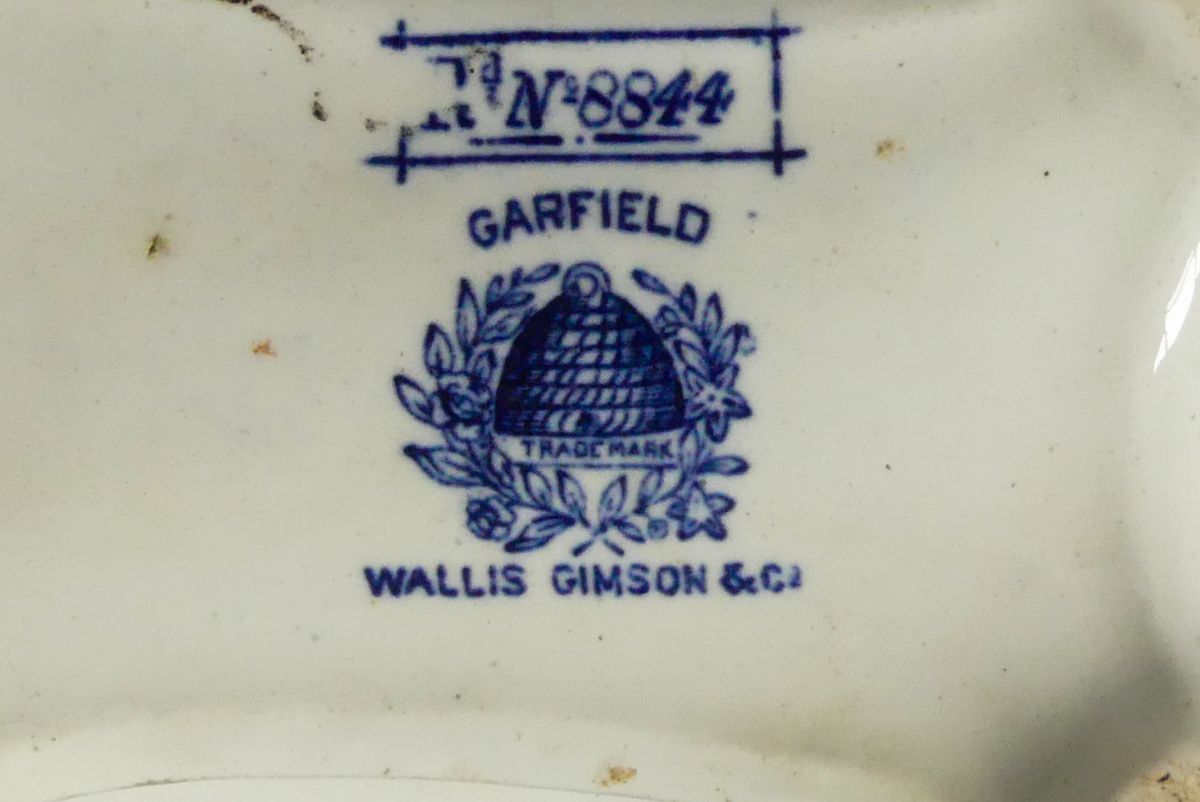 Rᵈ Nº 8844
GARFIELD
TRADE MARK
WALLIS GIMSON & Cº